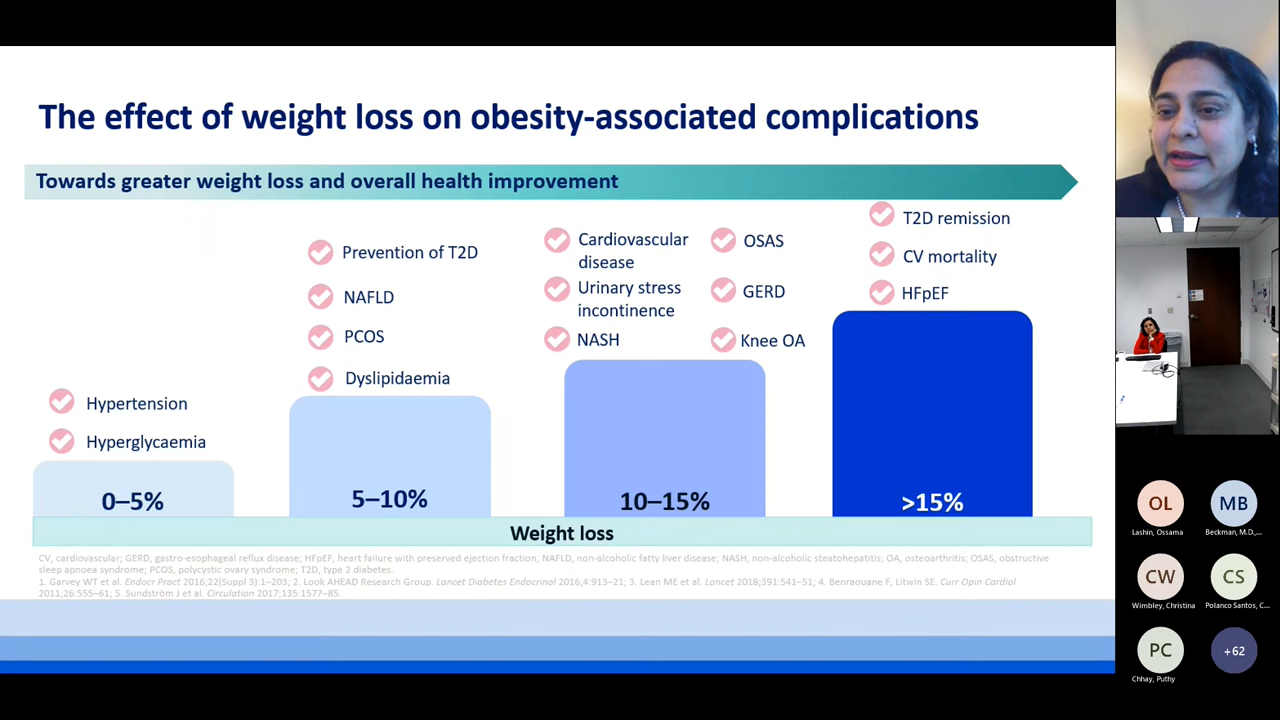 The effect of weight loss on obesity-associated complications
Towards greater weight loss and overall health improvement
Hypertension
Hyperglycaemia
0–5%
Prevention of T2D
NAFLD
PCOS
Dyslipidaemia
5–10%
Cardiovascular
disease
Urinary stress
incontinence
NASH
OSAS
GERD
Knee OA
10–15%
T2D remission
CV mortality
HFpEF
>15%
Weight loss
CV, cardiovascular; GERD, gastro-esophageal reflux disease; HFpEF, heart failure with preserved ejection fraction; NAFLD, non-alcoholic fatty liver disease; NASH, non-alcoholic steatohepatitis; OA, osteoarthritis; OSAS, obstructive
sleep apnoea syndrome; PCOS, polycystic ovary syndrome; T2D, type 2 diabetes.
1. Garvey WT et al. Endocr Pract 2016;22(Suppl 3):1–203; 2. Look AHEAD Research Group. Lancet Diabetes Endocrinol 2016;4:913–21; 3. Lean ME et al. Lancet 2018;391:541–51; 4. Benraouane F, Litwin SE. Curr Opin Cardiol
2011;26:555–61; 5. Sundström J et al. Circulation 2017;135:1577–85.
OL
Lashin, Ossama
MB
Beckman, M.D.,...
CW
Wimbley, Christina
CS
Polanco Santos, C...
PC
Chhay, Puthy
+62